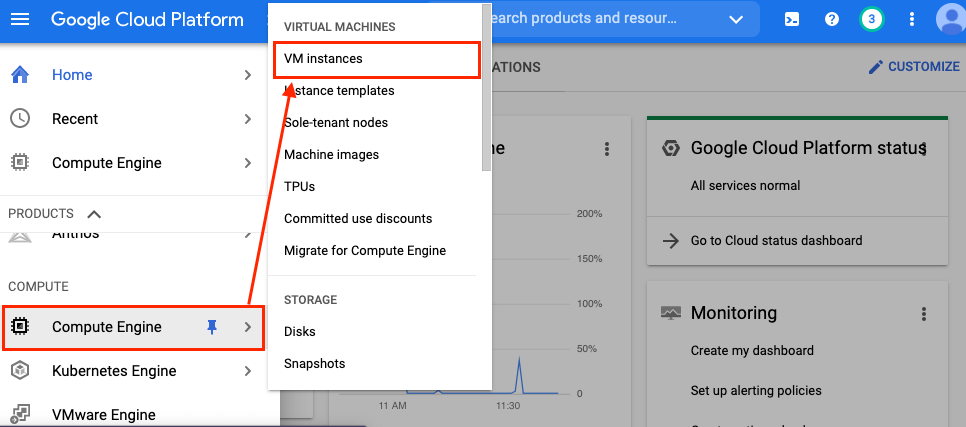 Google Cloud Platform
earch products and resour...
3
Home
Recent
Compute Engine
PRODUCTS
Anthos
COMPUTE
Compute Engine
Kubernetes Engine
VMware Engine
VIRTUAL MACHINES
VM instances
Instance templates
Sole-tenant nodes
Machine images
TPUs
Committed use discounts
Migrate for Compute Engine
STORAGE
Disks
Snapshots
ATIONS
CUSTOMIZE
ne
200%
150%
100%
50%
0
11 AM
11:30
Google Cloud Platform status
All services normal
Go to Cloud status dashboard
Monitoring
Create my dashboard
Set up alerting policies